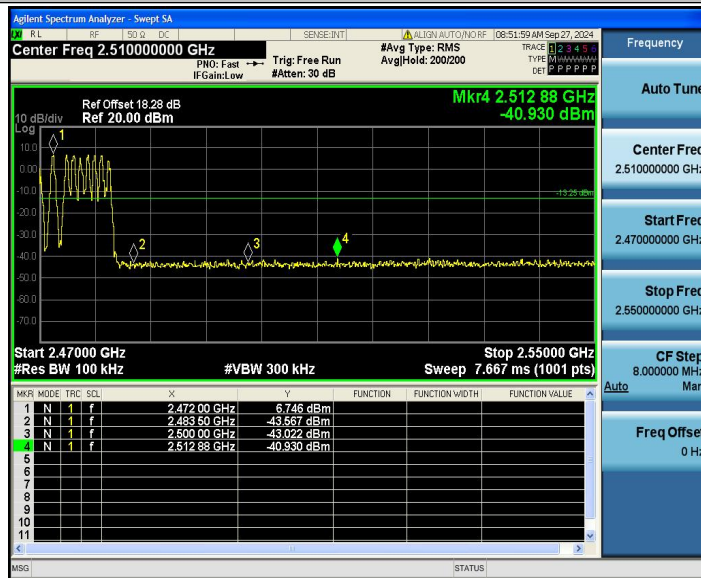 Agilent Spectrum Analyzer - Swept SA
RL RF 50 Ω DC SENSE:INT ALIGN AUTO/NO RF 08:51:59 AM Sep 27, 2024
Center Freq 2.510000000 GHz
PNO: Fast
IFGain:Low
Trig: Free Run
#Atten: 30 dB
#Avg Type: RMS
Avg|Hold: 200/200
TRACE 1 2 3 4 5 6
TYPE M
DET P P P P P P
Mkr4 2.512 88 GHz
-40.930 dBm
10 dB/div
Log
Ref Offset 18.28 dB
Ref 20.00 dBm
10.0
0.00
-10.0
-20.0
-30.0
-40.0
-50.0
-60.0
-70.0
1
2
3
4
-13.25 dBm
Start 2.47000 GHz
#Res BW 100 kHz
#VBW 300 kHz
Stop 2.55000 GHz
Sweep 7.667 ms (1001 pts)
MKR MODE TRC SCL X Y FUNCTION FUNCTION WIDTH FUNCTION VALUE
1 N 1 f 2.472 00 GHz 6.746 dBm
2 N 1 f 2.483 50 GHz -43.567 dBm
3 N 1 f 2.500 00 GHz -43.022 dBm
4 N 1 f 2.512 88 GHz -40.930 dBm
5
6
7
8
9
10
11
MSG STATUS
Frequency
Auto Tune
Center Freq
2.510000000 GHz
Start Freq
2.470000000 GHz
Stop Freq
2.550000000 GHz
CF Step
8.000000 MHz
Auto Man
Freq Offset
0 Hz